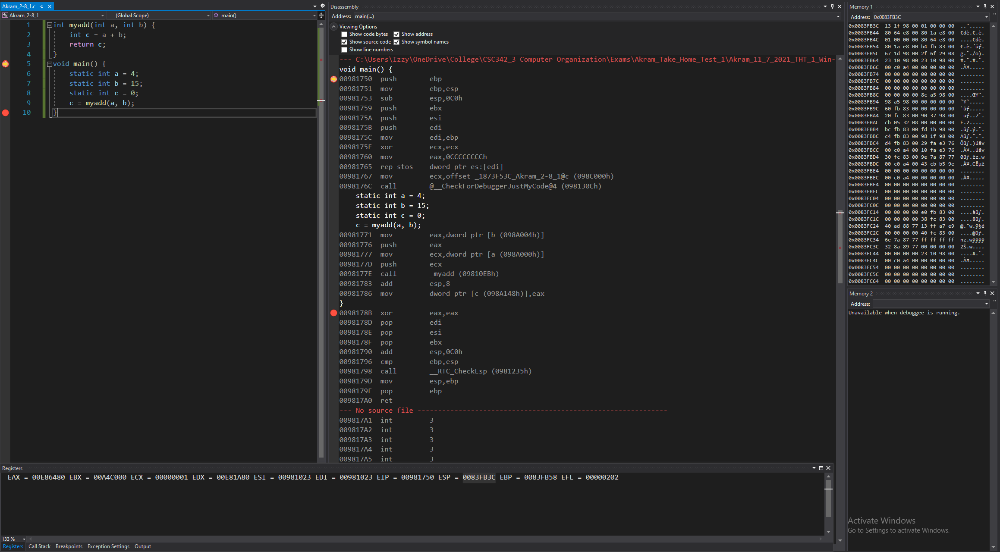 Akram_2-8_1.c
Akram_2-8_1 (Global Scope) main()
1 int myadd(int a, int b) {
2 int c = a + b;
3 return c;
4 }
5 void main() {
6 static int a = 4;
7 static int b = 15;
8 static int c = 0;
9 c = myadd(a, b);
10 }
Disassembly
Address: main(...)
Viewing Options
Show code bytes Show address
Show source code Show symbol names
Show line numbers
--- C:\Users\Izzy\OneDrive\College\CSC342_3 Computer Organization\Exams\Akram_Take_Home_Test_1\Akram_11_7_2021_THT_1_Win-
void main() {
00981750 push ebp
00981751 mov ebp,esp
00981753 sub esp,0C0h
00981759 push ebx
0098175A push esi
0098175B push edi
0098175C mov edi,ebp
0098175E xor ecx,ecx
00981760 mov eax,0CCCCCCCCh
00981765 rep stos dword ptr es:[edi]
00981767 mov ecx,offset _1873F53C_Akram_2-8_1@c (098C000h)
0098176C call @__CheckForDebuggerJustMyCode@4 (098130Ch)
static int a = 4;
static int b = 15;
static int c = 0;
c = myadd(a, b);
00981771 mov eax,dword ptr [b (098A004h)]
00981776 push eax
00981777 mov ecx,dword ptr [a (098A000h)]
0098177D push ecx
0098177E call _myadd (09810EBh)
00981783 add esp,8
00981786 mov dword ptr [c (098A148h)],eax
}
0098178B xor eax,eax
0098178D pop edi
0098178E pop esi
0098178F pop ebx
00981790 add esp,0C0h
00981796 cmp ebp,esp
00981798 call __RTC_CheckEsp (0981235h)
0098179D mov esp,ebp
0098179F pop ebp
009817A0 ret
--- No source file -------------------------------------------------------------
009817A1 int 3
009817A2 int 3
009817A3 int 3
009817A4 int 3
009817A5 int 3
Memory 1
Address: 0x0083FB3C
0x0083FB3C 13 1f 98 00 01 00 00 00 ..˜.....
0x0083FB44 80 64 e8 00 80 1a e8 00 €dè.€.è.
0x0083FB4C 01 00 00 00 80 64 e8 00 ....€dè.
0x0083FB54 80 1a e8 00 b4 fb 83 00 €.è.´ûƒ.
0x0083FB5C 67 1d 98 00 2f 6f 29 08 g.˜./o).
0x0083FB64 23 10 98 00 23 10 98 00 #.˜.#.˜.
0x0083FB6C 00 c0 a4 00 00 00 00 00 .À¤.....
0x0083FB74 00 00 00 00 00 00 00 00 ........
0x0083FB7C 00 00 00 00 00 00 00 00 ........
0x0083FB84 00 00 00 00 00 00 00 00 ........
0x0083FB8C 00 00 00 00 8c a5 98 00 ....Œ¥˜.
0x0083FB94 98 a5 98 00 00 00 00 00 ˜¥˜.....
0x0083FB9C 60 fb 83 00 00 00 00 00 `ûƒ.....
0x0083FBA4 20 fc 83 00 90 37 98 00 üƒ..7˜.
0x0083FBAC cb 05 32 08 00 00 00 00 Ë.2.....
0x0083FBB4 bc fb 83 00 fd 1b 98 00 .ûƒ.ý.˜.
0x0083FBBC c4 fb 83 00 98 1f 98 00 Äûƒ.˜.˜.
0x0083FBC4 d4 fb 83 00 29 fa e3 76 Ôûƒ.)úãv
0x0083FBCC 00 c0 a4 00 10 fa e3 76 .À¤..úãv
0x0083FBD4 30 fc 83 00 9e 7a 87 77 0üƒ.žz.w
0x0083FBDC 00 c0 a4 00 43 cb b5 9e .À¤.CËµž
0x0083FBE4 00 00 00 00 00 00 00 00 ........
0x0083FBEC 00 c0 a4 00 00 00 00 00 .À¤.....
0x0083FBF4 00 00 00 00 00 00 00 00 ........
0x0083FBFC 00 00 00 00 00 00 00 00 ........
0x0083FC04 00 00 00 00 00 00 00 00 ........
0x0083FC0C 00 00 00 00 00 00 00 00 ........
0x0083FC14 00 00 00 00 e0 fb 83 00 ....àûƒ.
0x0083FC1C 00 00 00 00 38 fc 83 00 ....8üƒ.
0x0083FC24 40 ad 88 77 13 ff a7 e9 @.ˆw.ÿ§é
0x0083FC2C 00 00 00 00 40 fc 83 00 ....@üƒ.
0x0083FC34 6e 7a 87 77 ff ff ff ff nz.wÿÿÿÿ
0x0083FC3C 32 8a 89 77 00 00 00 00 2Š.w....
0x0083FC44 00 00 00 00 23 10 98 00 ....#.˜.
0x0083FC4C 00 c0 a4 00 00 00 00 00 .À¤.....
0x0083FC54 00 00 00 00 00 00 00 00 ........
0x0083FC5C 00 00 00 00 00 00 00 00 ........
0x0083FC64 00 00 00 00 00 00 00 00 ........
Memory 2
Address:
Unavailable when debuggee is running.
Registers
EAX = 00E86480 EBX = 00A4C000 ECX = 00000001 EDX = 00E81A80 ESI = 00981023 EDI = 00981023 EIP = 00981750 ESP = 0083FB3C EBP = 0083FB58 EFL = 00000202
Activate Windows
Go to Settings to activate Windows.
133 %
Registers Call Stack Breakpoints Exception Settings Output